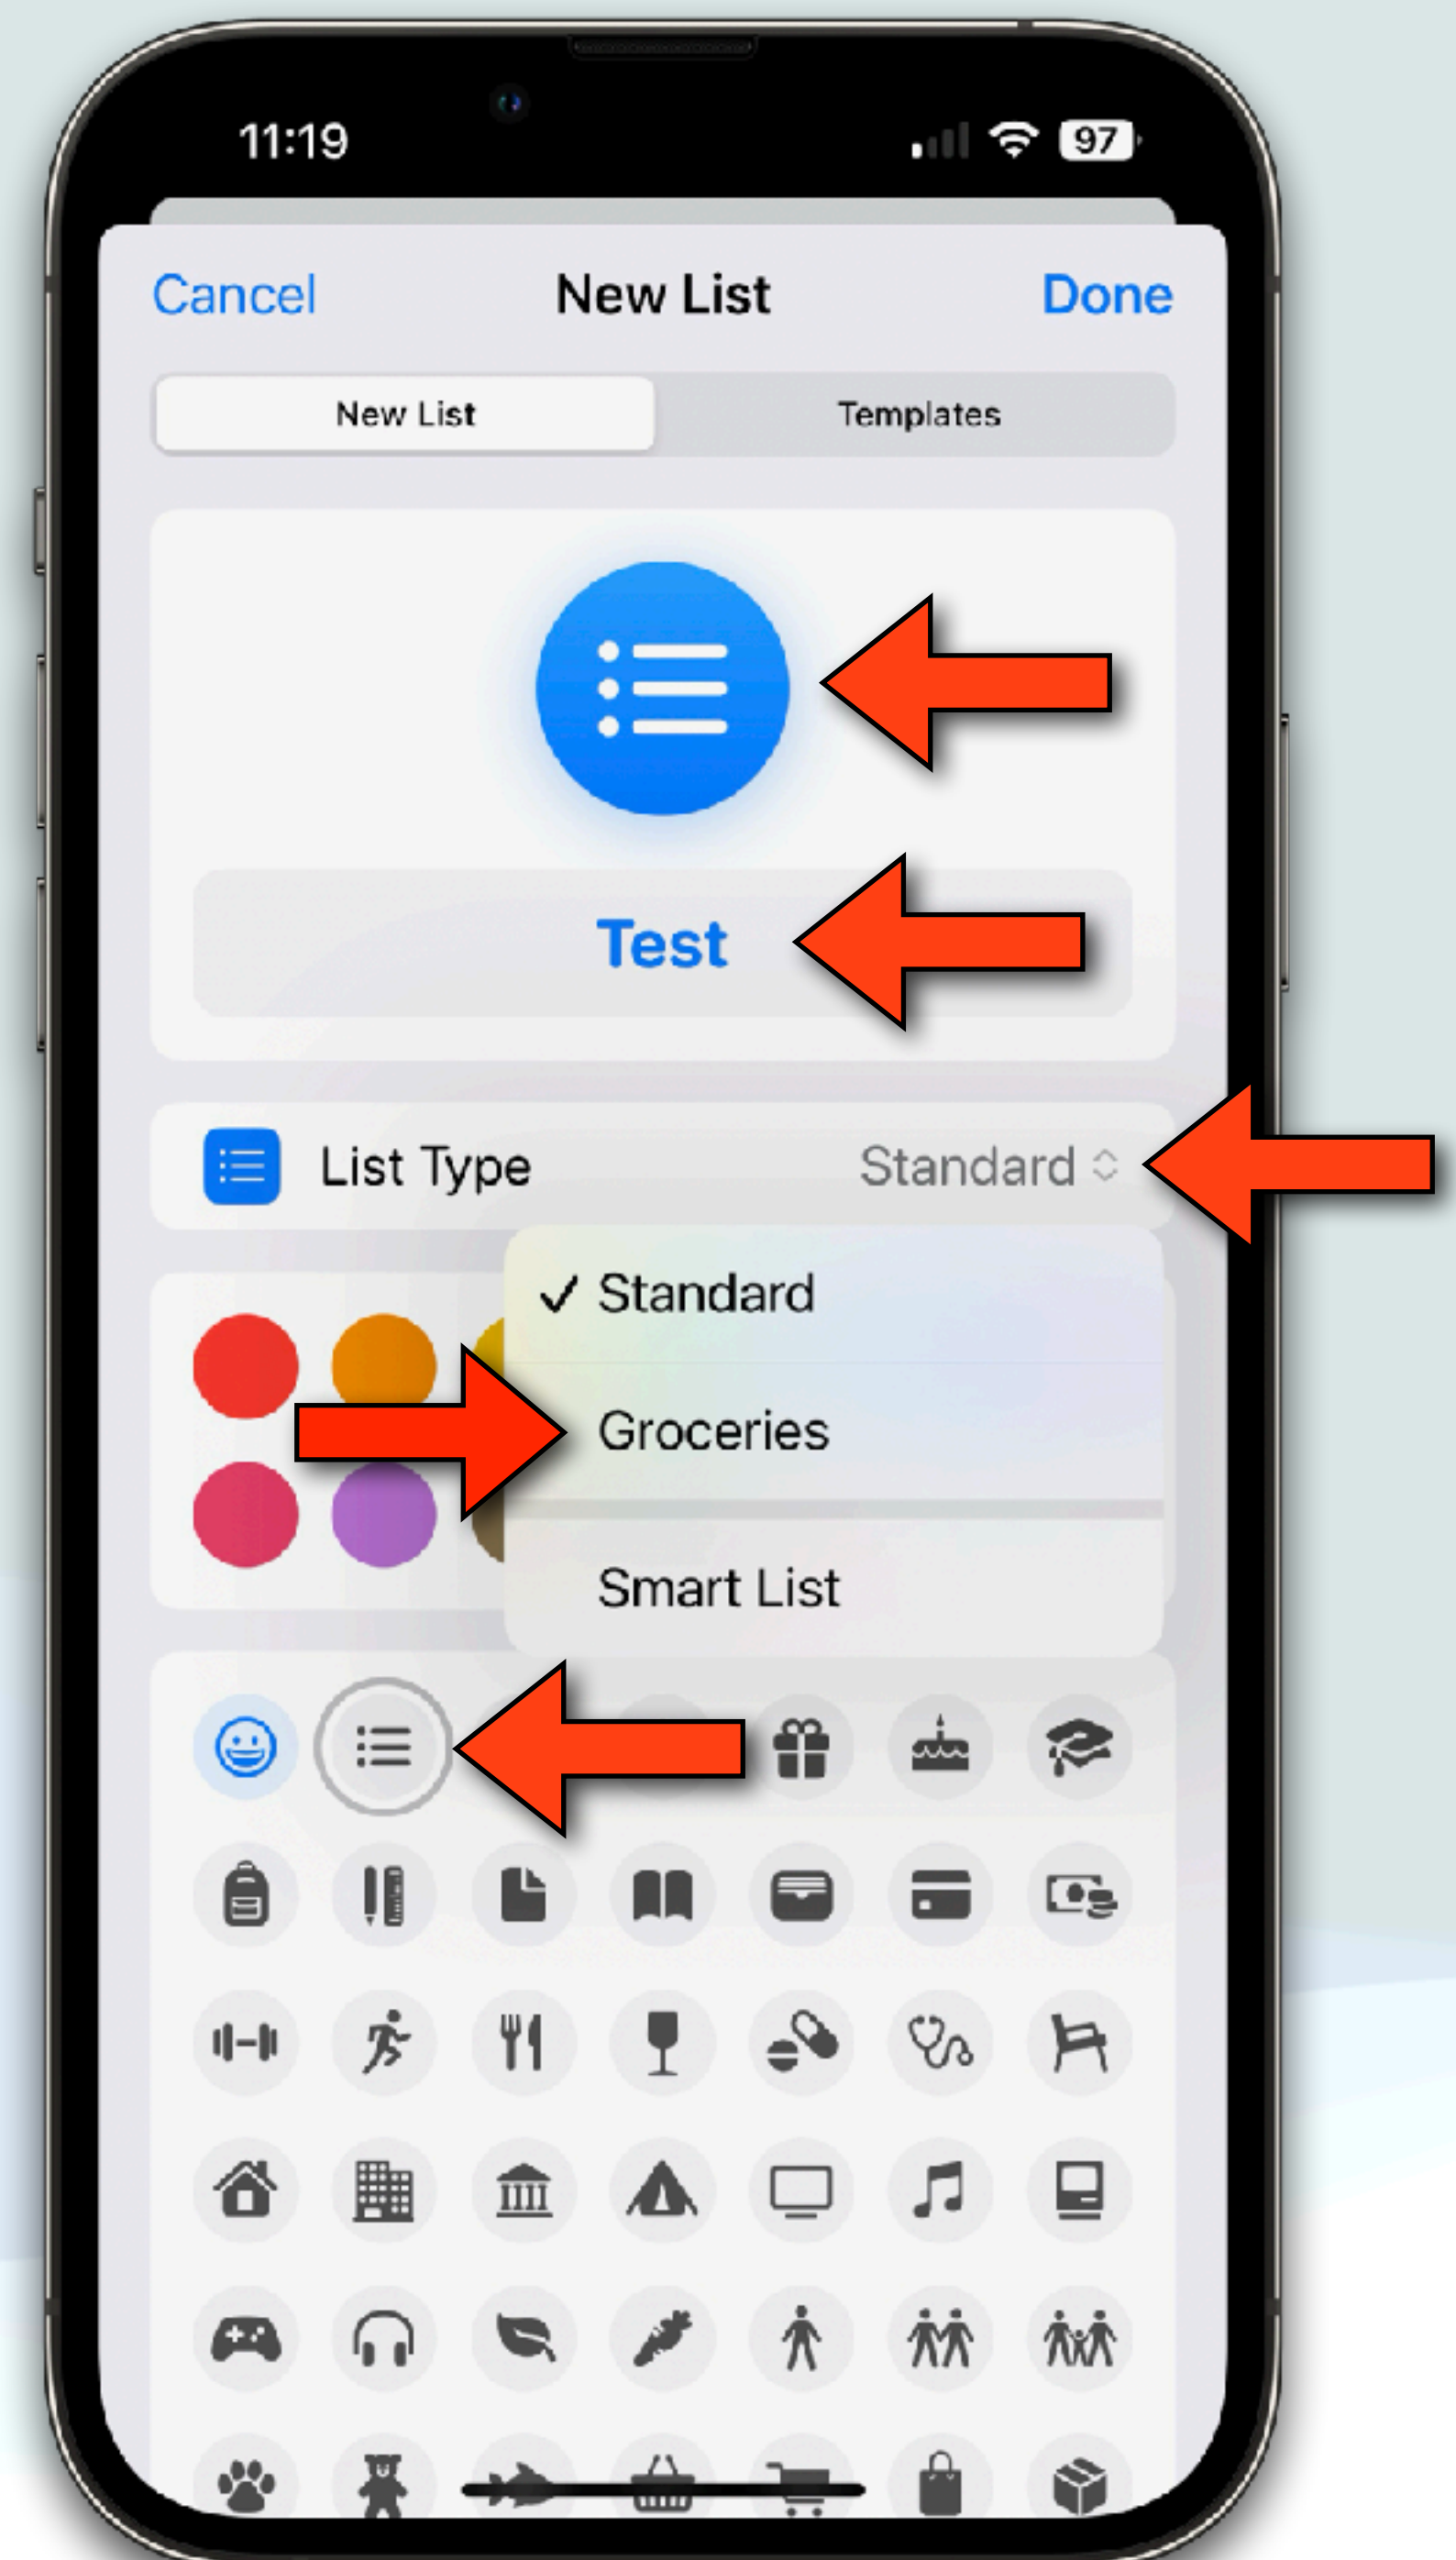 11:19
97
Cancel
New List
Done
New List
Templates
Test
List Type
Standard
Standard
Groceries
Smart List